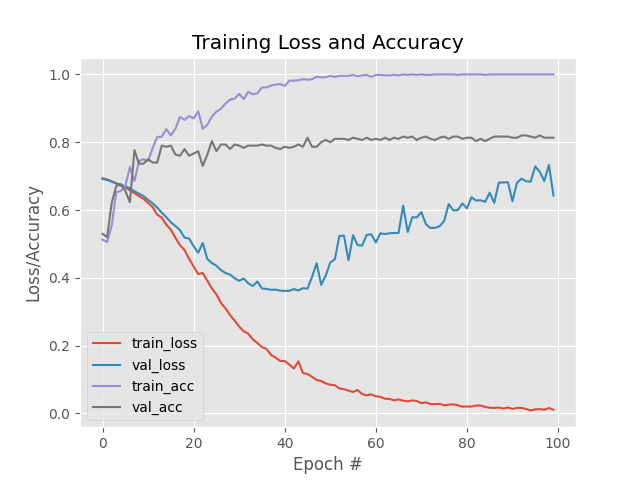 Training Loss and Accuracy
Loss/Accuracy
1.0
0.8
0.6
0.4
0.2
0.0
train_loss
val_loss
train_acc
val_acc
0 20 40 60 80 100
Epoch #